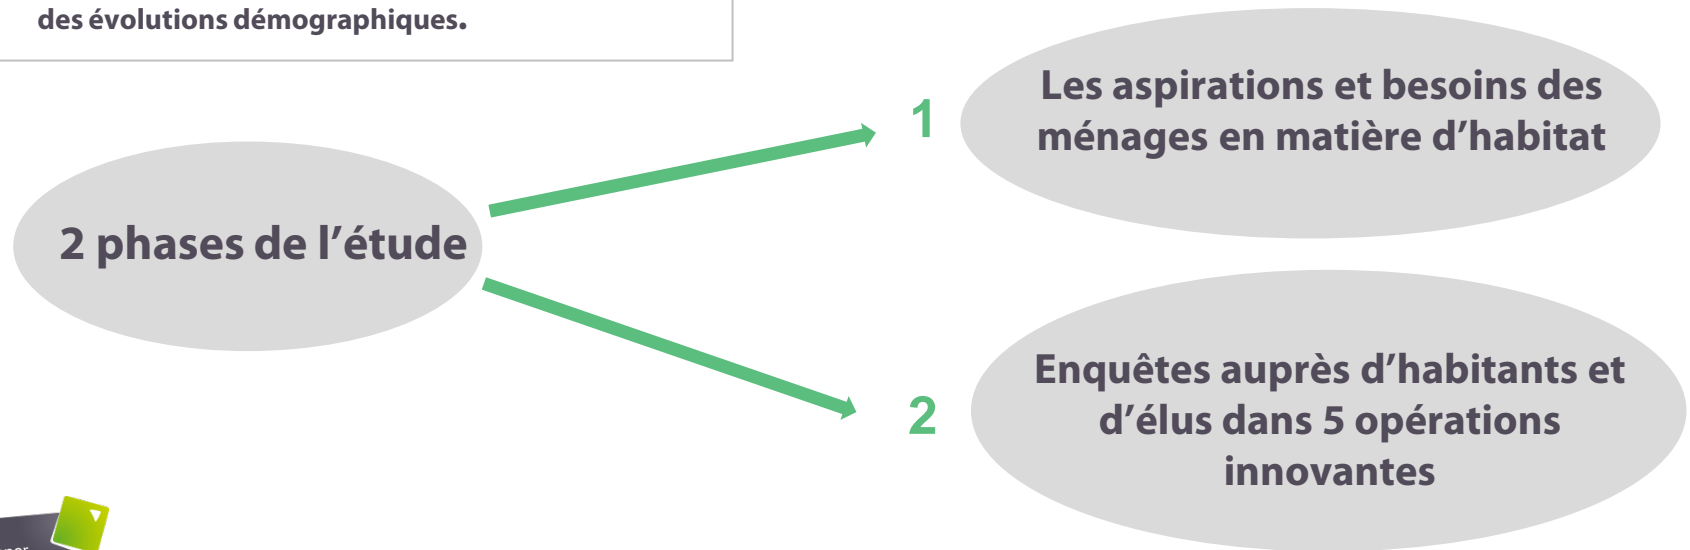 des évolutions démographiques.
2 phases de l’étude
1
Les aspirations et besoins des
ménages en matière d’habitat
2
Enquêtes auprès d’habitants et
d’élus dans 5 opérations
innovantes